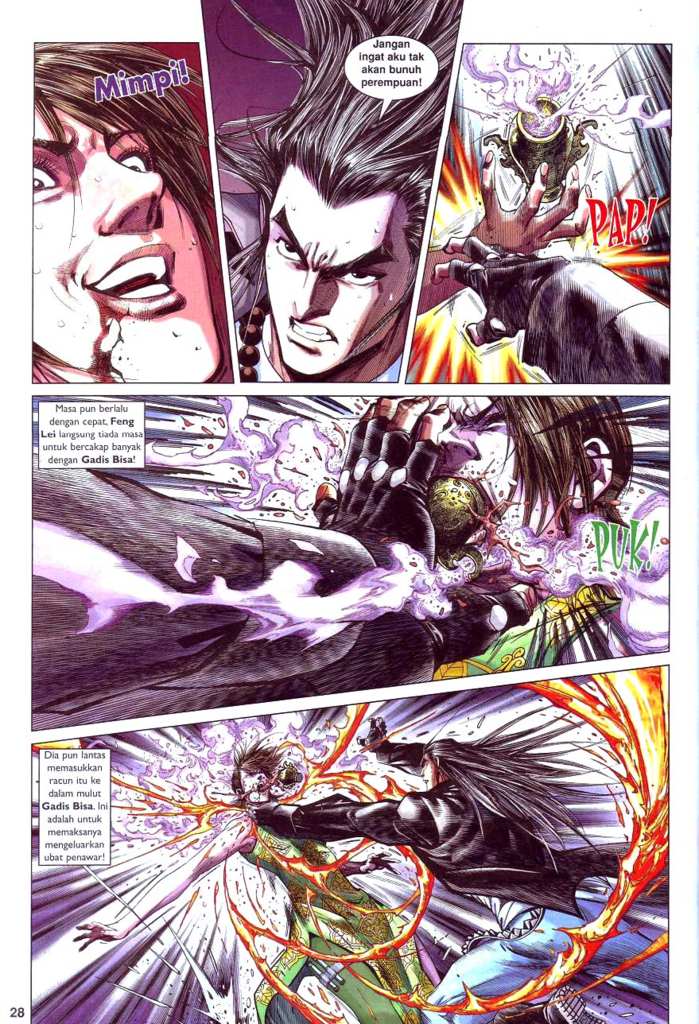 Mimpi!
Jangan
ingat aku tak
akan bunuh
perempuan!
PAP!
Masa pun berlalu
dengan cepat, Feng
Lei langsung tiada masa
untuk bercakap banyak
dengan Gadis Bisa!
PUK!
Dia pun lantas
memasukkan
racun itu ke
dalam mulut
Gadis Bisa. Ini
adalah untuk
memaksanya
mengeluarkan
ubat penawar!
28